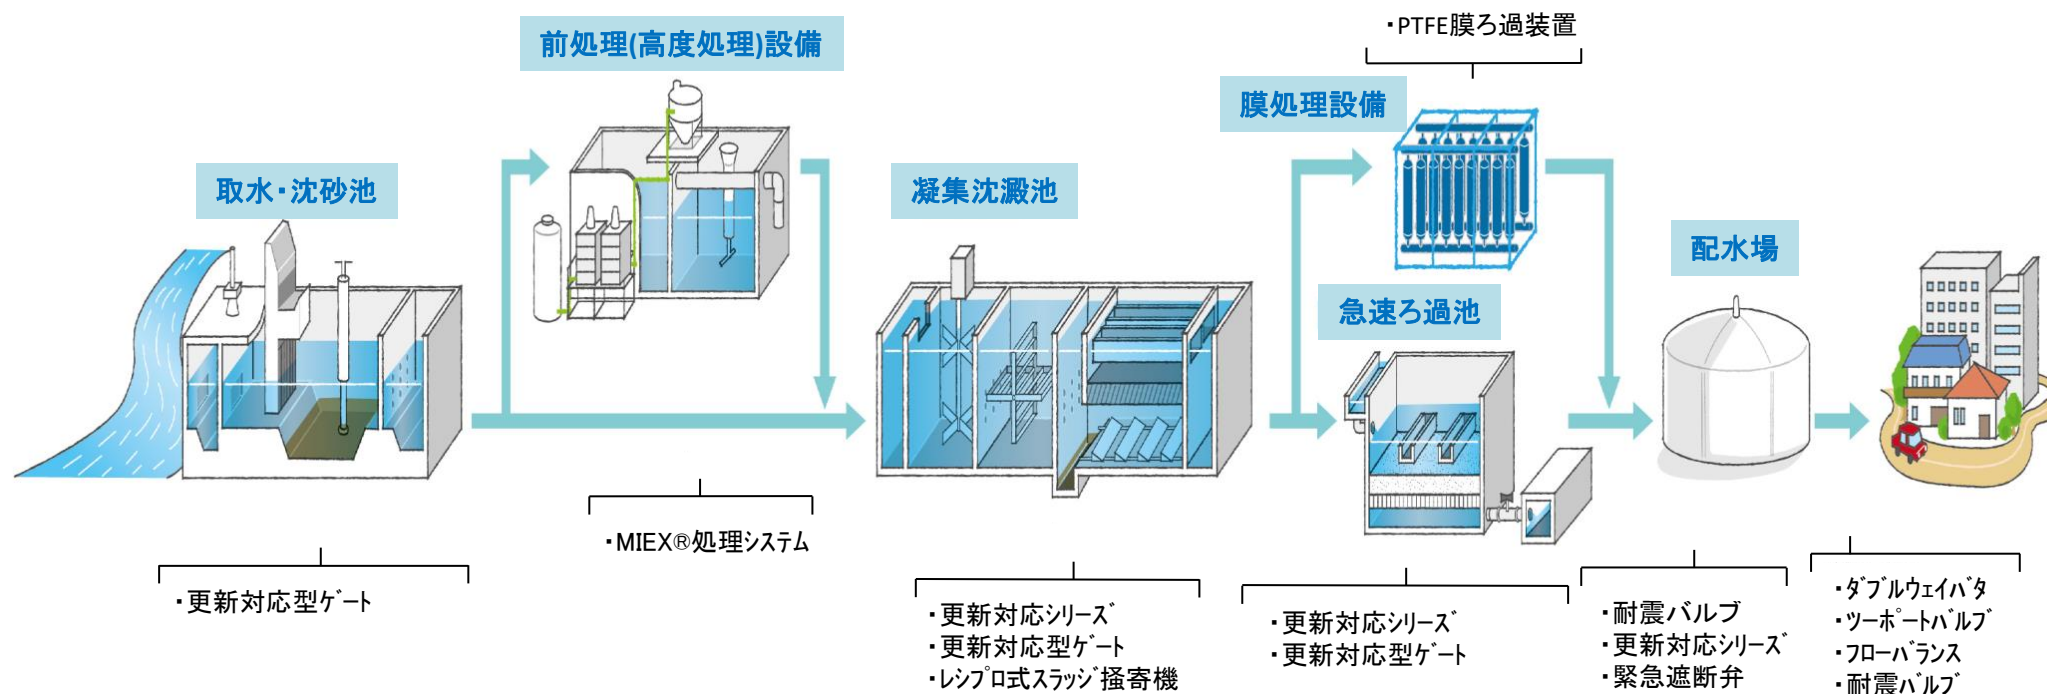 ・PTFE膜ろ過装置
前処理(高度処理)設備
膜処理設備
取水・沈砂池
凝集沈澱池
配水場
急速ろ過池
・MIEX®処理システム
・更新対応型ｹﾞｰﾄ
・更新対応ｼﾘｰｽﾞ
・更新対応型ｹﾞｰﾄ
・ﾚｼﾌﾟﾛ式ｽﾗｯｼﾞ掻寄機
・更新対応ｼﾘｰｽﾞ
・更新対応型ｹﾞｰﾄ
・耐震バルブ
・更新対応ｼﾘｰｽﾞ
・緊急遮断弁
・ﾀﾞﾌﾞﾙｳｪｲﾊﾞﾀ
・ﾂｰﾎﾟｰﾄﾊﾞﾙﾌﾞ
・ﾌﾛｰﾊﾞﾗﾝｽ
・耐震ﾊﾞﾙﾌﾞ